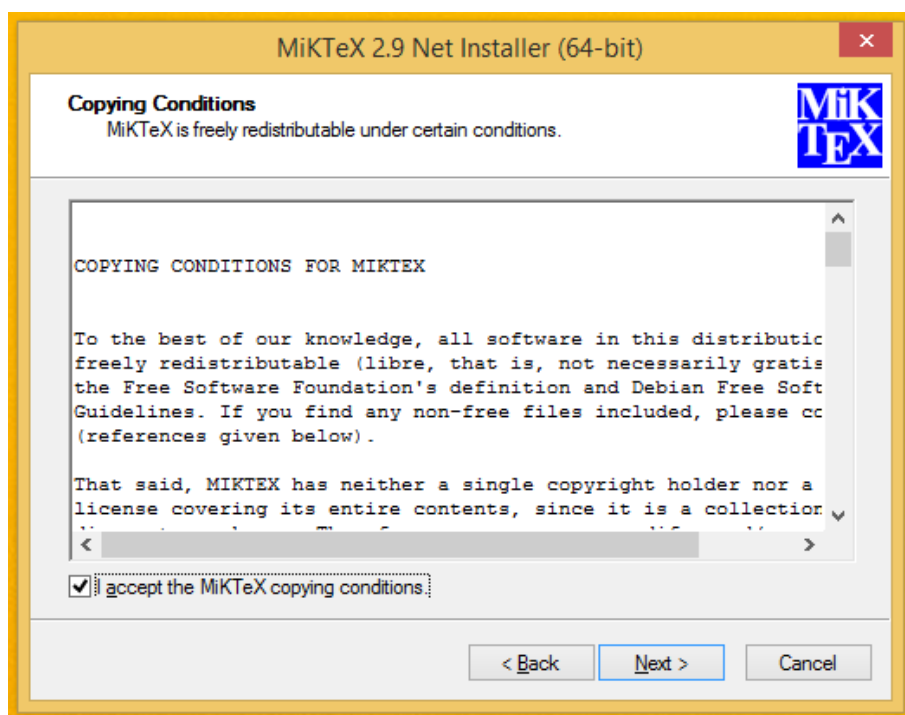 MiKTeX 2.9 Net Installer (64-bit)
Copying Conditions
MiKTeX is freely redistributable under certain conditions.
MiK
TEX
COPYING CONDITIONS FOR MIKTEX
To the best of our knowledge, all software in this distributic
freely redistributable (libre, that is, not necessarily gratis
the Free Software Foundation's definition and Debian Free Soft
Guidelines. If you find any non-free files included, please cc
(references given below).
That said, MIKTEX has neither a single copyright holder nor a
license covering its entire contents, since it is a collection
I accept the MiKTeX copying conditions.
< Back
Next >
Cancel